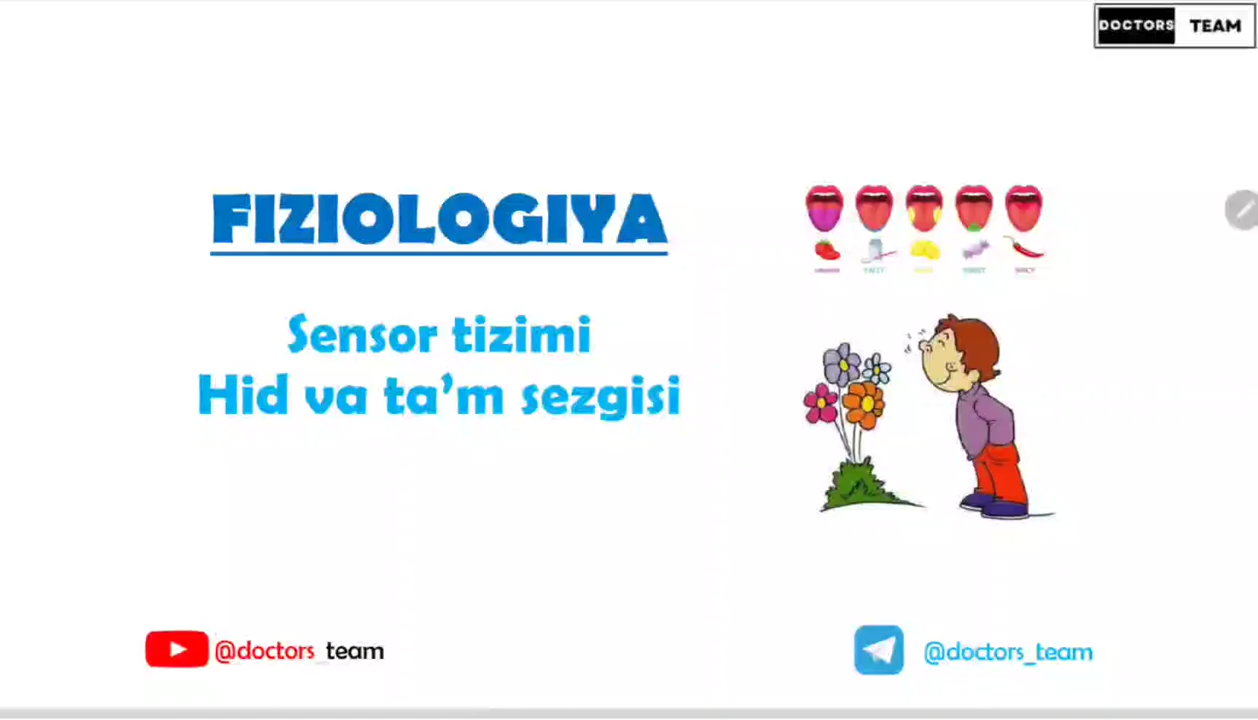 DOCTORS TEAM
FIZIOLOGIYA
Sensor tizimi
Hid va ta’m sezgisi
@doctors_team
@doctors_team